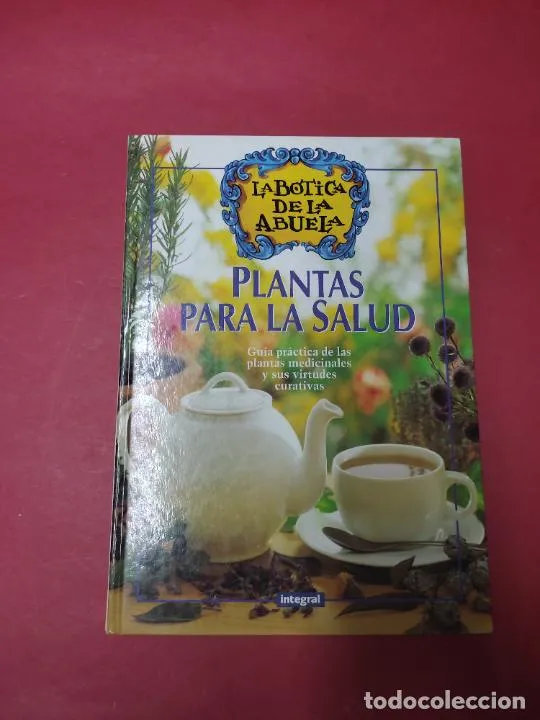 LA BOTICA
DE LA
ABUELA
PLANTAS
PARA LA SALUD
Guía práctica de las
plantas medicinales
y sus virtudes
curativas
integral
todocoleccion